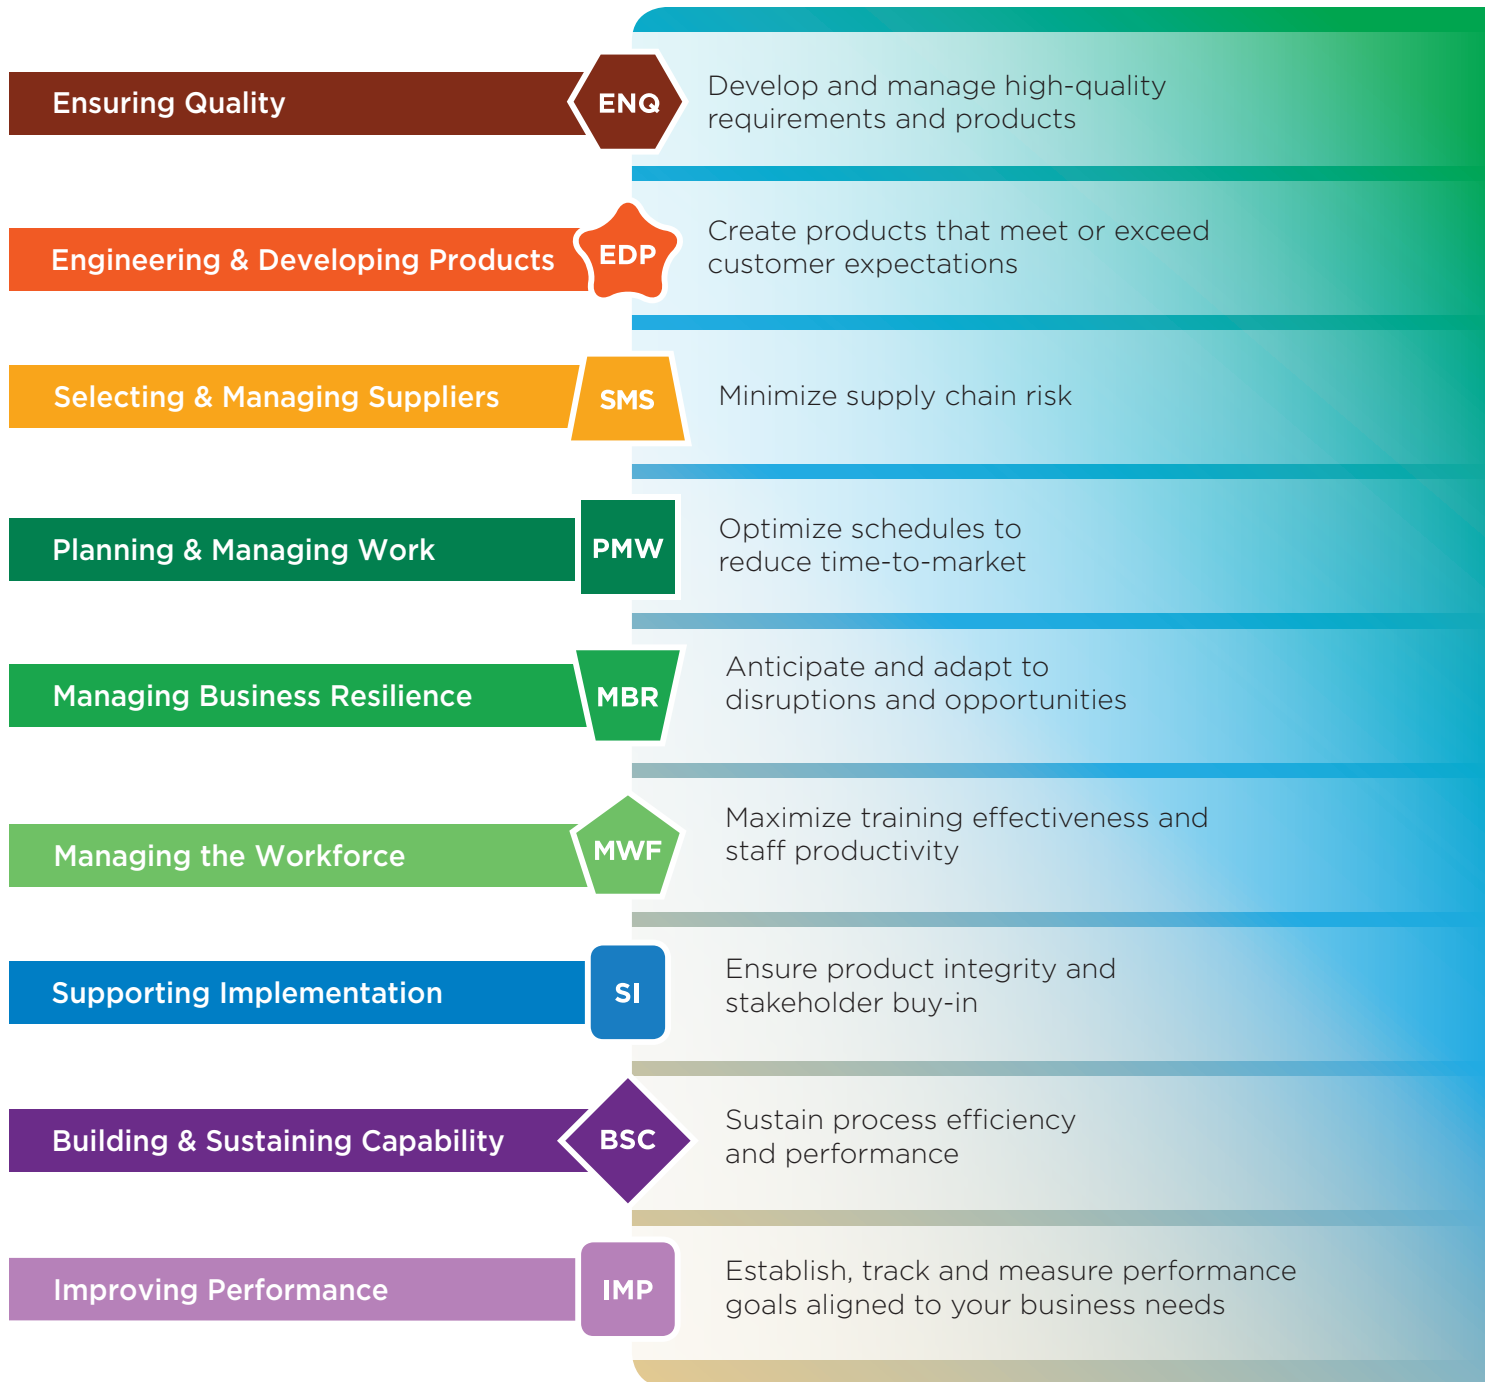 Ensuring Quality
ENQ
Develop and manage high-quality
requirements and products
Engineering & Developing Products
EDP
Create products that meet or exceed
customer expectations
Selecting & Managing Suppliers
SMS
Minimize supply chain risk
Planning & Managing Work
PMW
Optimize schedules to
reduce time-to-market
Managing Business Resilience
MBR
Anticipate and adapt to
disruptions and opportunities
Managing the Workforce
MWF
Maximize training effectiveness and
staff productivity
Supporting Implementation
SI
Ensure product integrity and
stakeholder buy-in
Building & Sustaining Capability
BSC
Sustain process efficiency
and performance
Improving Performance
IMP
Establish, track and measure performance
goals aligned to your business needs